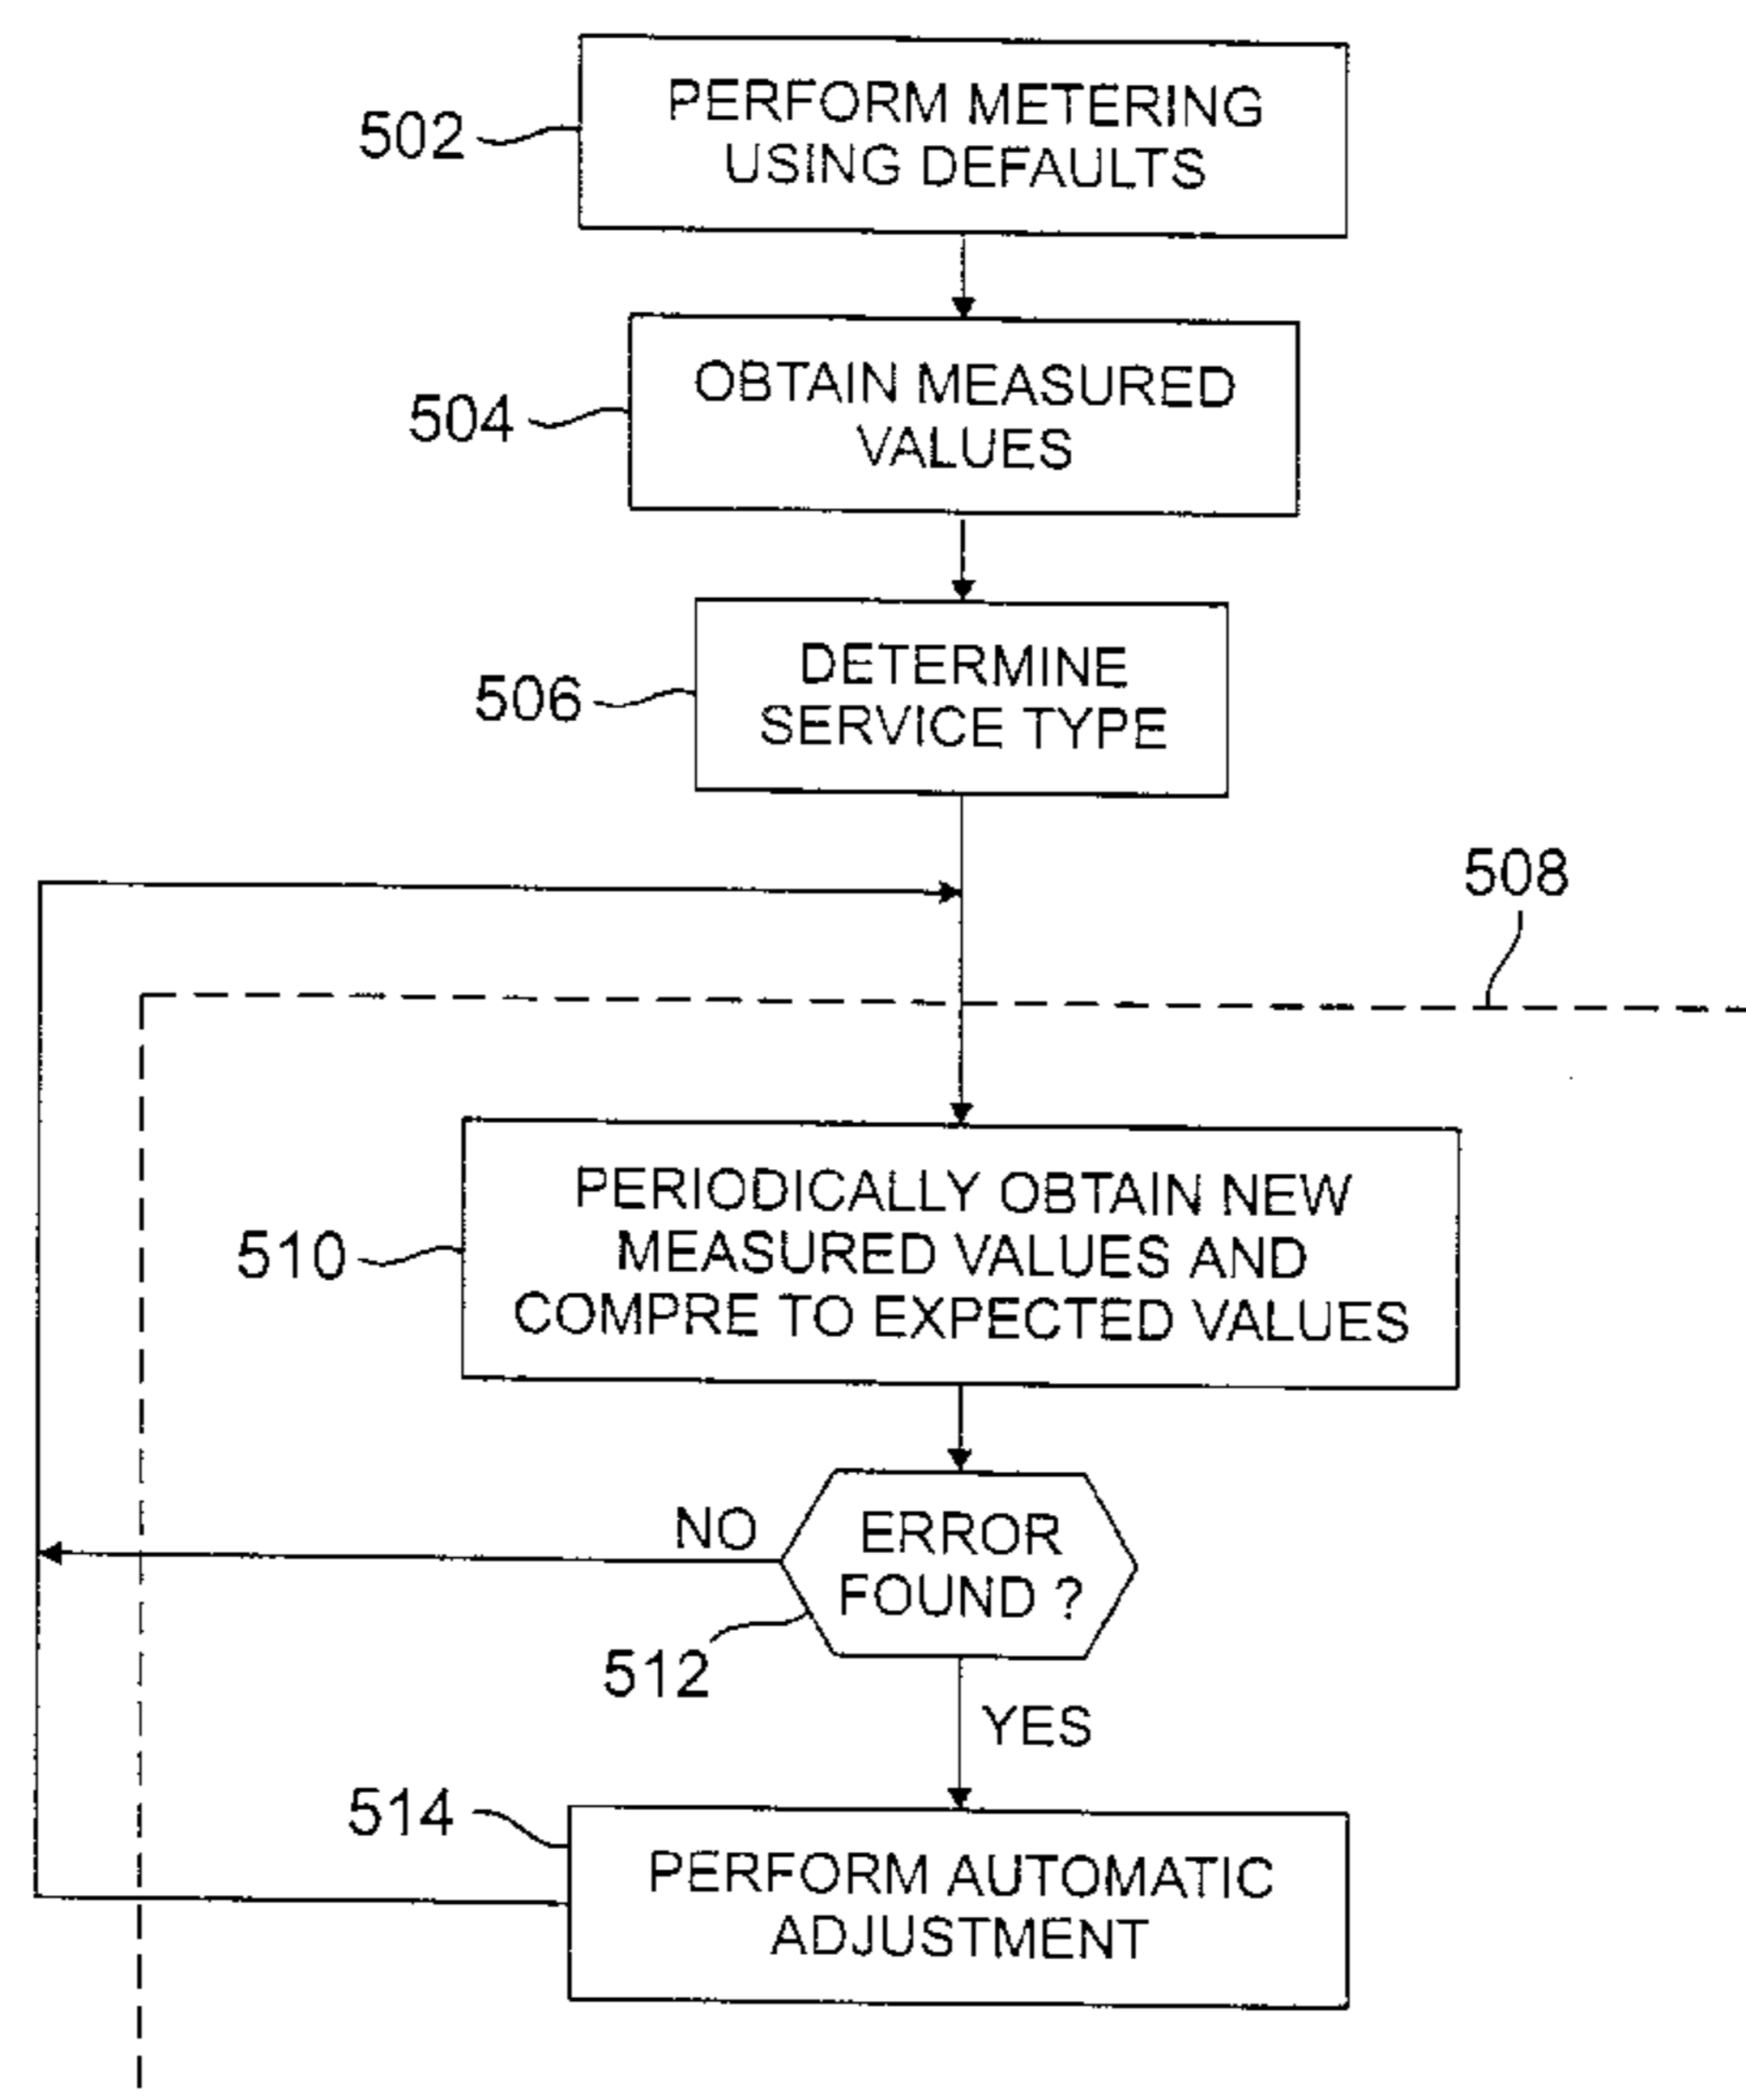 502
PERFORM METERING
USING DEFAULTS
504
OBTAIN MEASURED
VALUES
506
DETERMINE
SERVICE TYPE
508
510
PERIODICALLY OBTAIN NEW
MEASURED VALUES AND
COMPRE TO EXPECTED VALUES
NO
ERROR
FOUND ?
512
YES
514
PERFORM AUTOMATIC
ADJUSTMENT